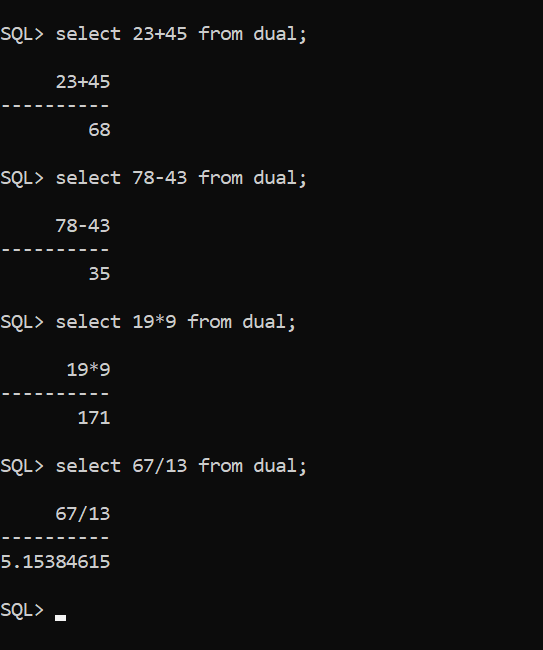 SQL> select 23+45 from dual;
     23+45
----------
        68
SQL> select 78-43 from dual;
     78-43
----------
        35
SQL> select 19*9 from dual;
      19*9
----------
       171
SQL> select 67/13 from dual;
     67/13
----------
5.15384615
SQL>